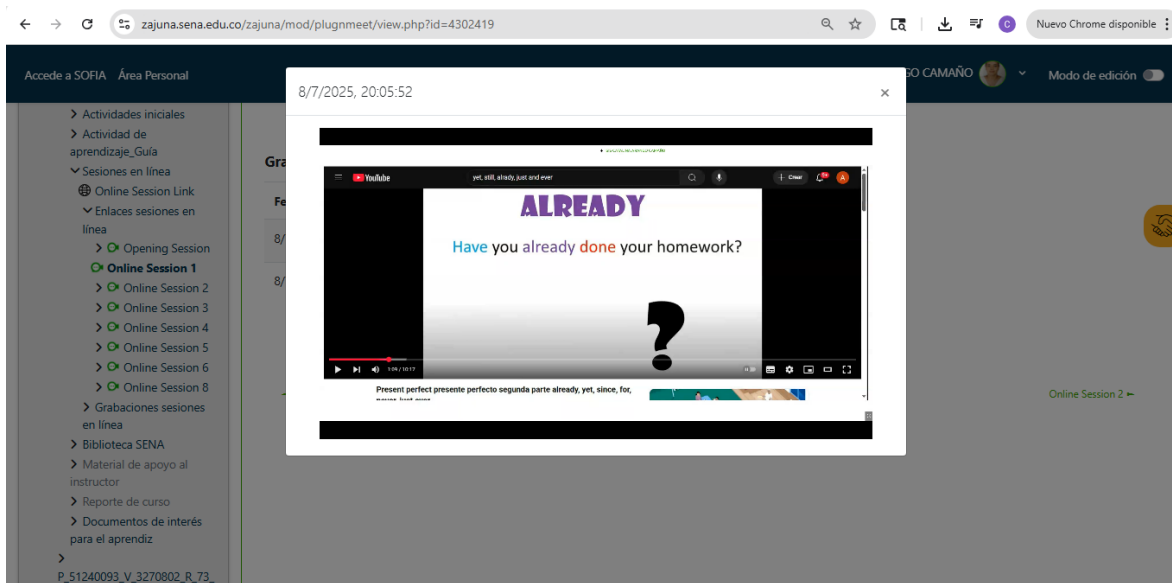 zajuna.sena.edu.co/zajuna/mod/plugnmeet/view.php?id=4302419
Nuevo Chrome disponible
C
Accede a SOFIA Área Personal
GO CAMAÑO
Modo de edición
Actividades iniciales
Actividad de
aprendizaje_Guía
Sesiones en línea
Online Session Link
Enlaces sesiones en
línea
Opening Session
Online Session 1
Online Session 2
Online Session 3
Online Session 4
Online Session 5
Online Session 6
Online Session 8
Grabaciones sesiones
en línea
Biblioteca SENA
Material de apoyo al
instructor
Reporte de curso
Documentos de interés
para el aprendiz
P_51240093_V_3270802_R_73_
Gra
Fe
8/
8/
8/7/2025, 20:05:52
×
YouTube
yet, still, alrady, just and ever
Crear
9+
A
ALREADY
Have you already done your homework?
?
1:09 / 10:17
Present perfect presente perfecto segunda parte already, yet, since, for,
never, just ever
Online Session 2